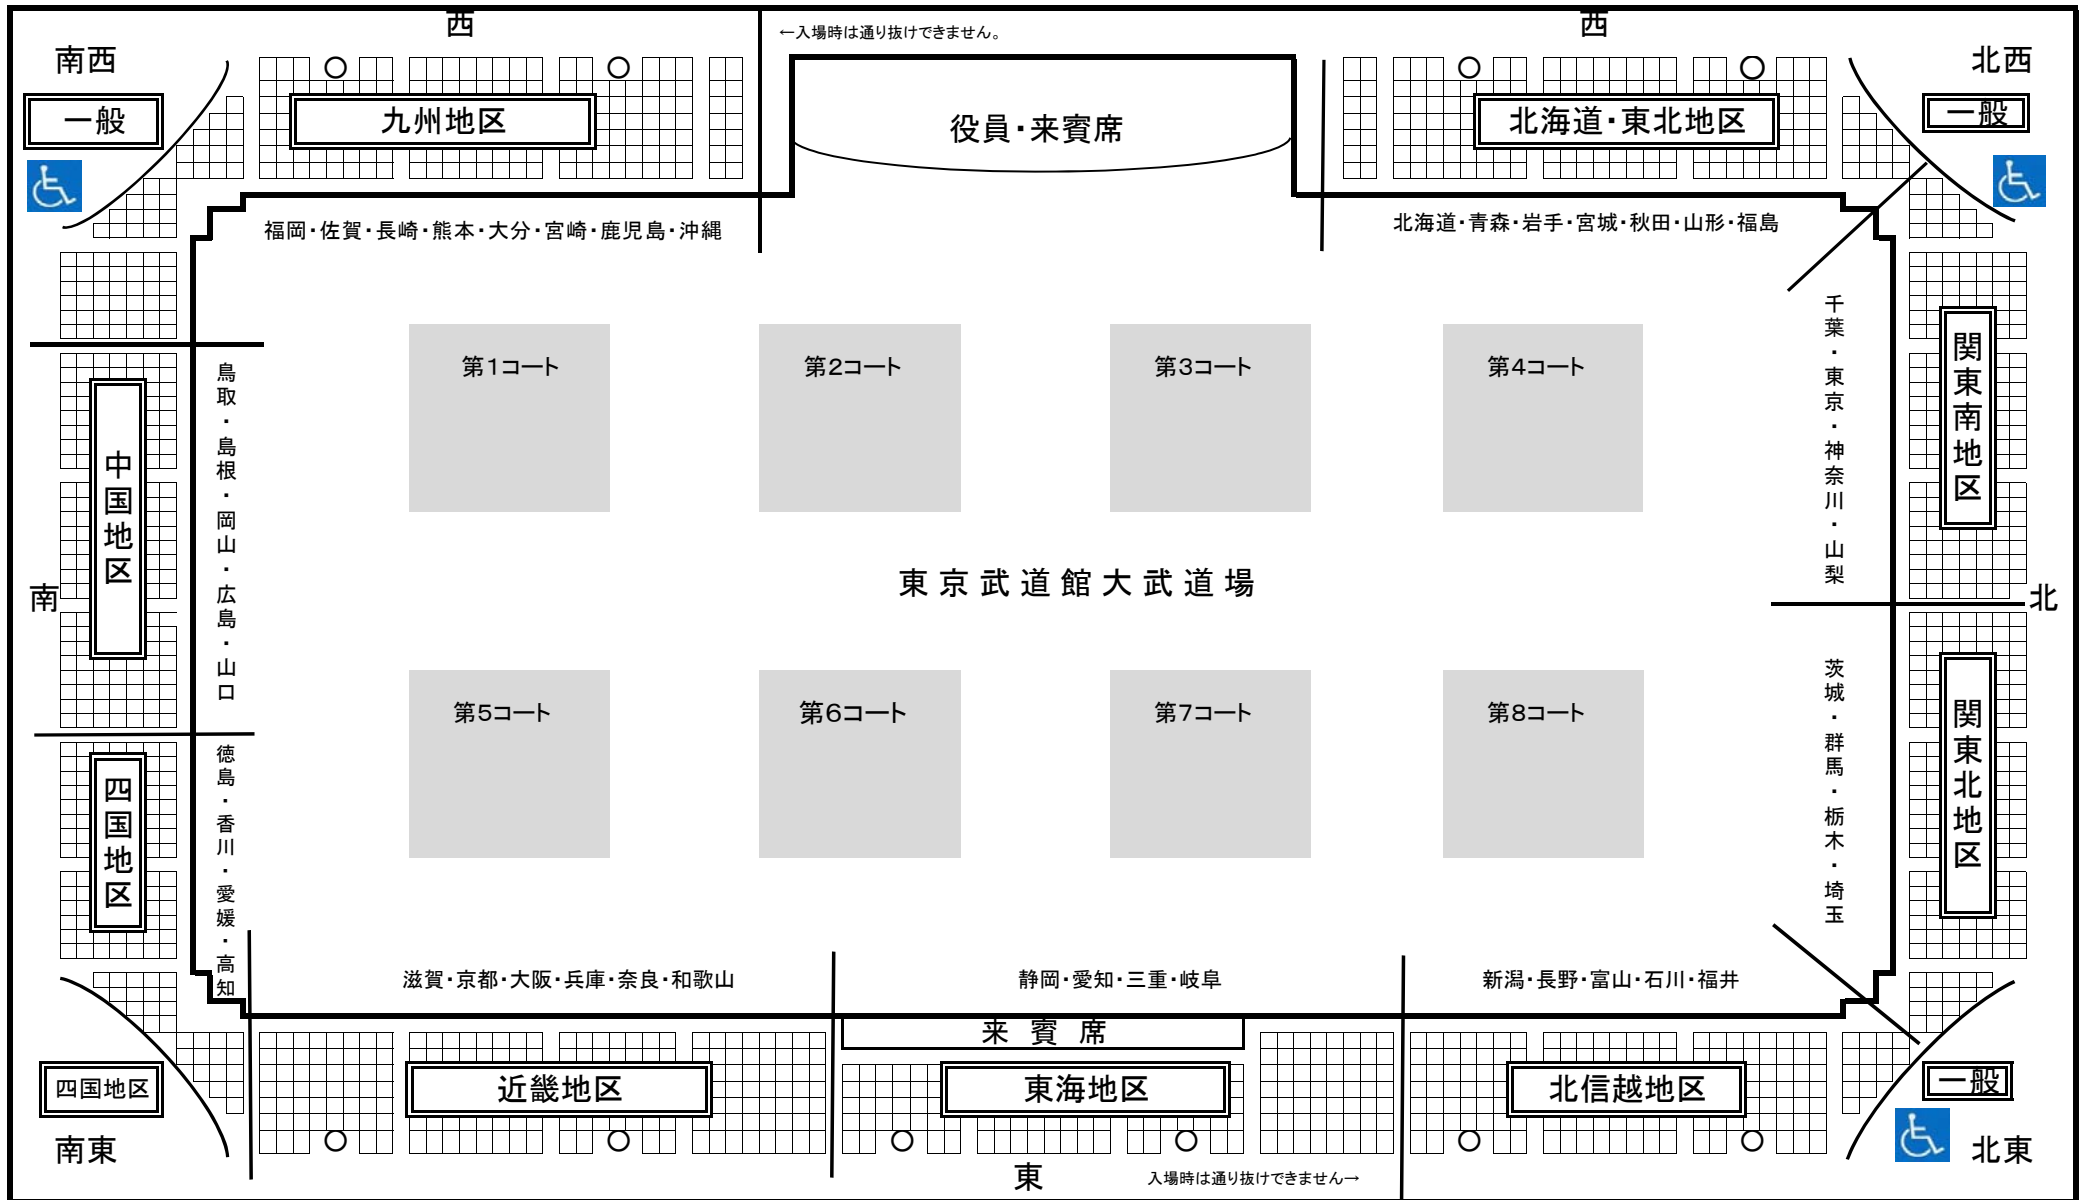 西
←入場時は通り抜けできません。
西
南西
北西
一般
九州地区
役員・来賓席
北海道・東北地区
一般
福岡・佐賀・長崎・熊本・大分・宮崎・鹿児島・沖縄
北海道・青森・岩手・宮城・秋田・山形・福島
第1コート
第2コート
第3コート
第4コート
千葉・東京・神奈川・山梨
関東南地区
鳥取・島根・岡山・広島・山口
中国地区
南
東京武道館大武道場
北
第5コート
第6コート
第7コート
第8コート
茨城・群馬・栃木・埼玉
関東北地区
四国地区
徳島・香川・愛媛・高知
滋賀・京都・大阪・兵庫・奈良・和歌山
静岡・愛知・三重・岐阜
新潟・長野・富山・石川・福井
来賓席
四国地区
近畿地区
東海地区
北信越地区
一般
南東
北東
東
入場時は通り抜けできません→